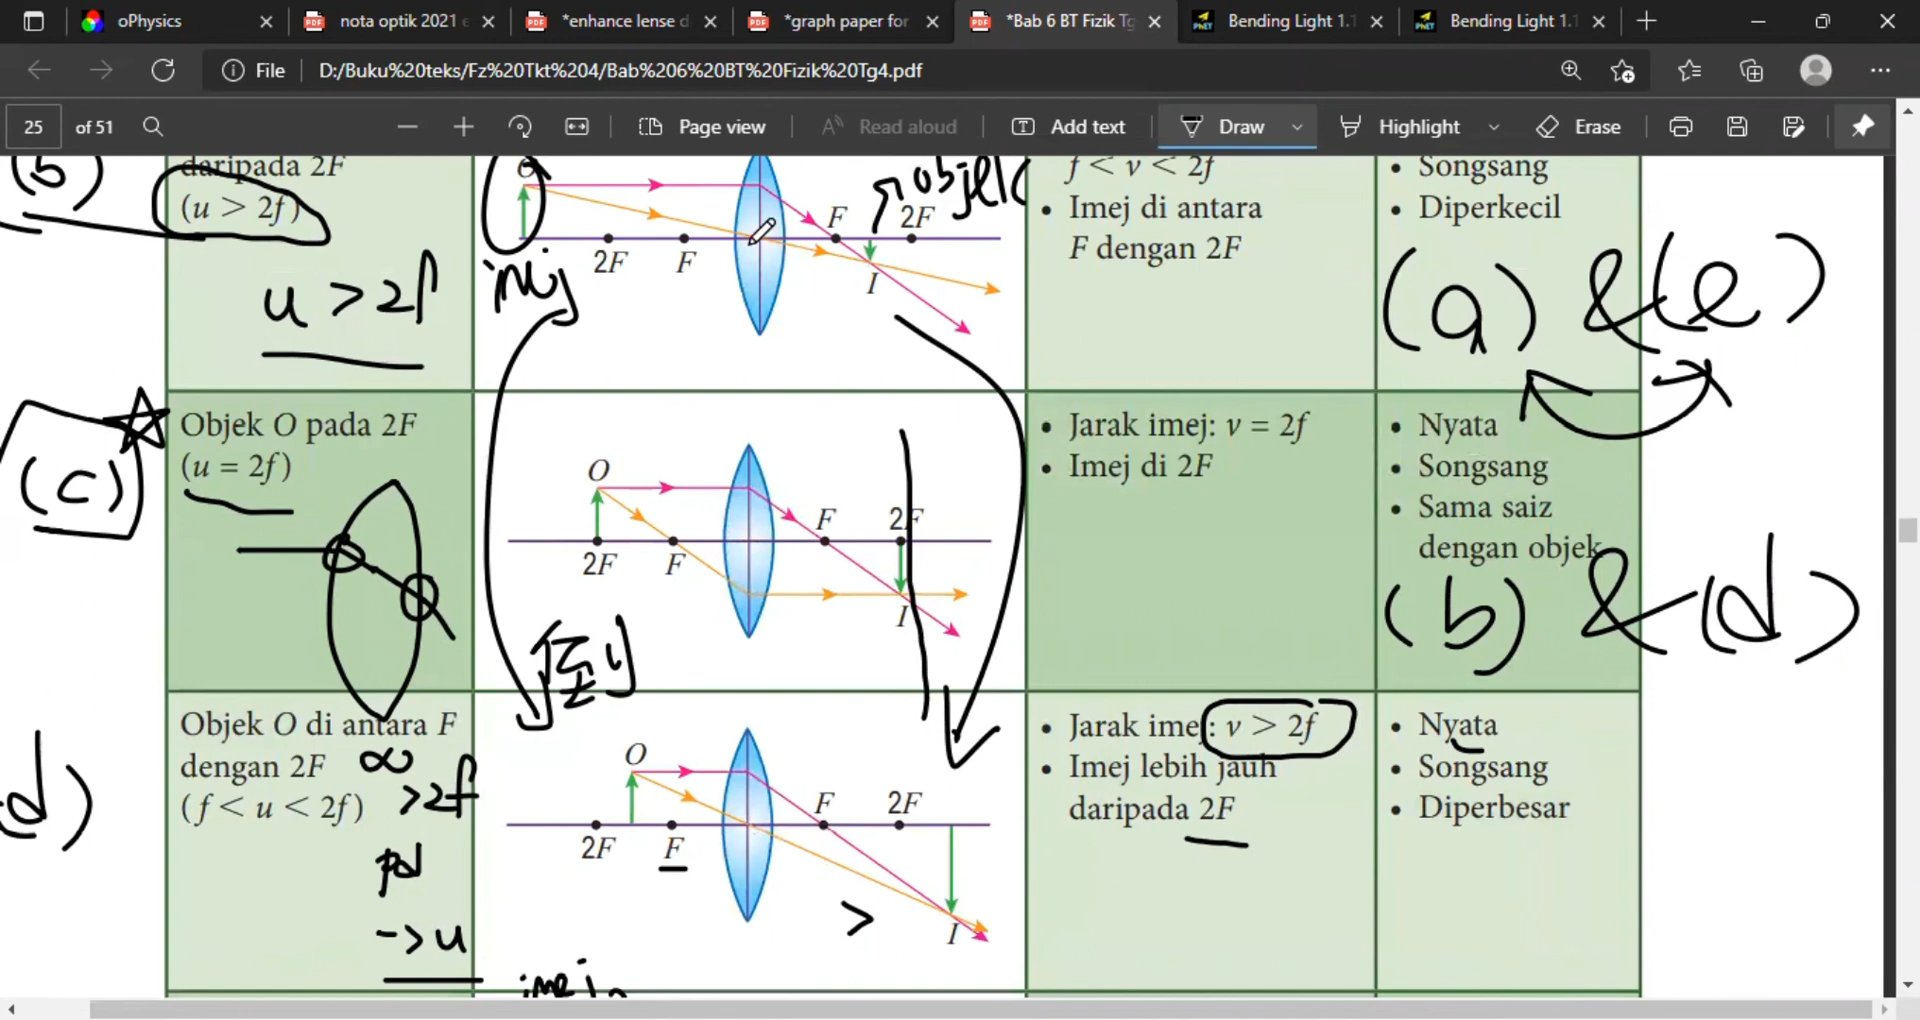 oPhysics
nota optik 2021
*enhance lense d
*graph paper for
*Bab 6 BT Fizik Tg
Bending Light 1.1
Bending Light 1.1
File
D:/Buku%20teks/Fz%20Tkt%204/Bab%206%20BT%20Fizik%20Tg4.pdf
25 of 51
Page view
Read aloud
Add text
Draw
Highlight
Erase
(b)
daripada 2F
(u > 2f)
u > 2f
O
imej
objek
2F
F
F
2F
I
f < v < 2f
• Imej di antara
F dengan 2F
• Songsang
• Diperkecil
(a) & (e)
(c)
Objek O pada 2F
(u = 2f)
O
2F
F
F
2F
I
• Jarak imej: v = 2f
• Imej di 2F
• Nyata
• Songsang
• Sama saiz
dengan objek
(b) & (d)
d)
Objek O di antara F
dengan 2F
(f < u < 2f)
∞
>2f
pd
->u
O
2F
F
F
2F
>
I
imej
• Jarak imej: v > 2f
• Imej lebih jauh
daripada 2F
• Nyata
• Songsang
• Diperbesar